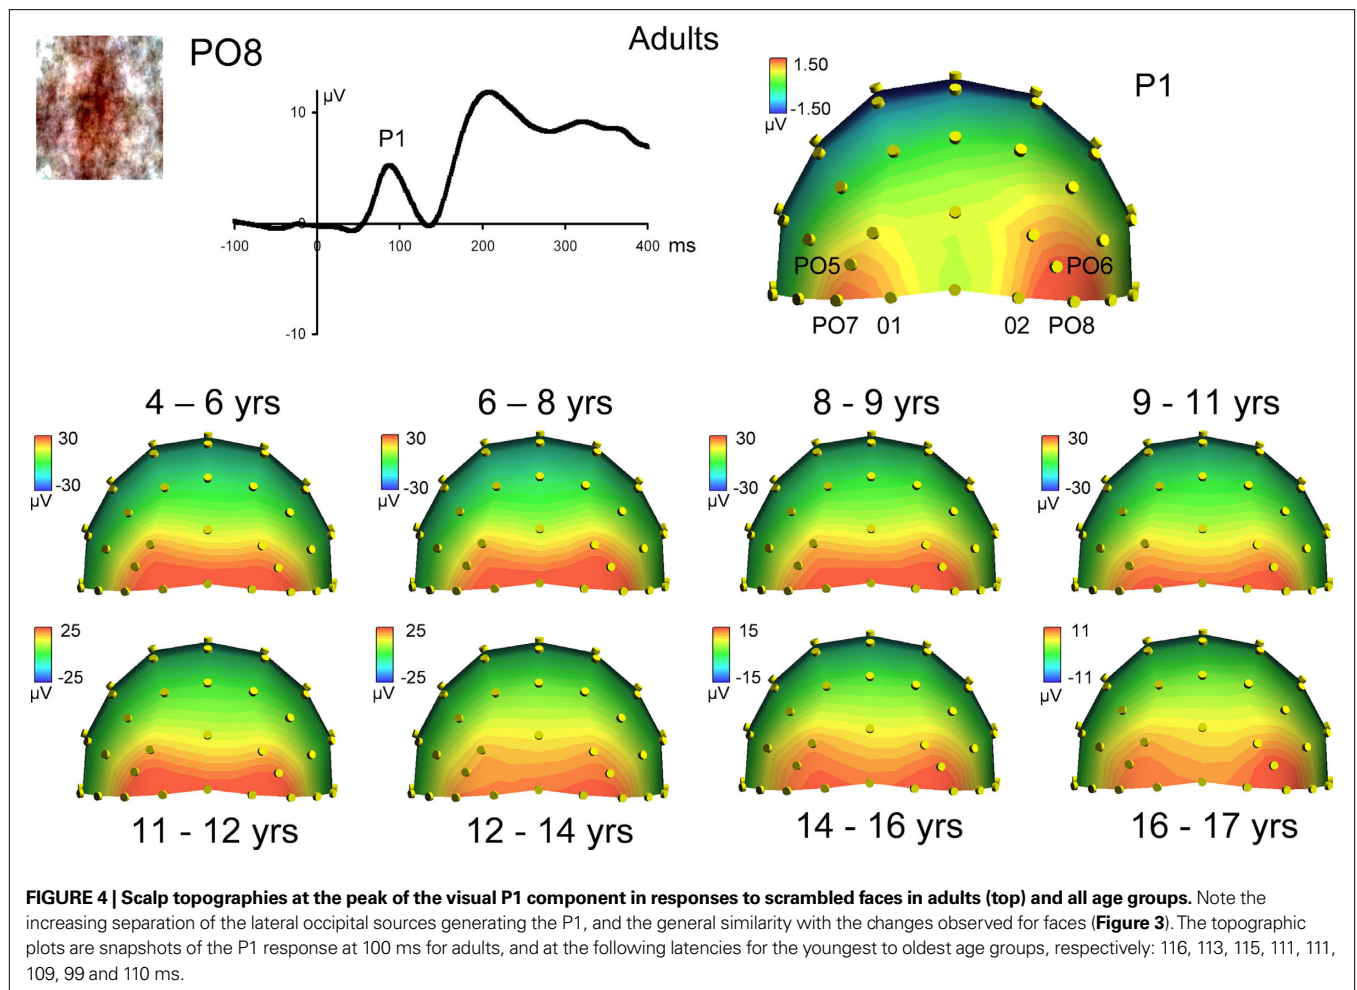 PO8
Adults
µV
10
P1
0
-100
0
100
200
300
400
ms
-10
1.50
-1.50
µV
P1
PO5
PO6
PO7
01
02
PO8
4 – 6 yrs
6 – 8 yrs
8 - 9 yrs
9 - 11 yrs
30
-30
µV
30
-30
µV
30
-30
µV
30
-30
µV
25
-25
µV
25
-25
µV
15
-15
µV
11
-11
µV
11 - 12 yrs
12 - 14 yrs
14 - 16 yrs
16 - 17 yrs
FIGURE 4 | Scalp topographies at the peak of the visual P1 component in responses to scrambled faces in adults (top) and all age groups. Note the
increasing separation of the lateral occipital sources generating the P1, and the general similarity with the changes observed for faces (Figure 3). The topographic
plots are snapshots of the P1 response at 100 ms for adults, and at the following latencies for the youngest to oldest age groups, respectively: 116, 113, 115, 111, 111,
109, 99 and 110 ms.